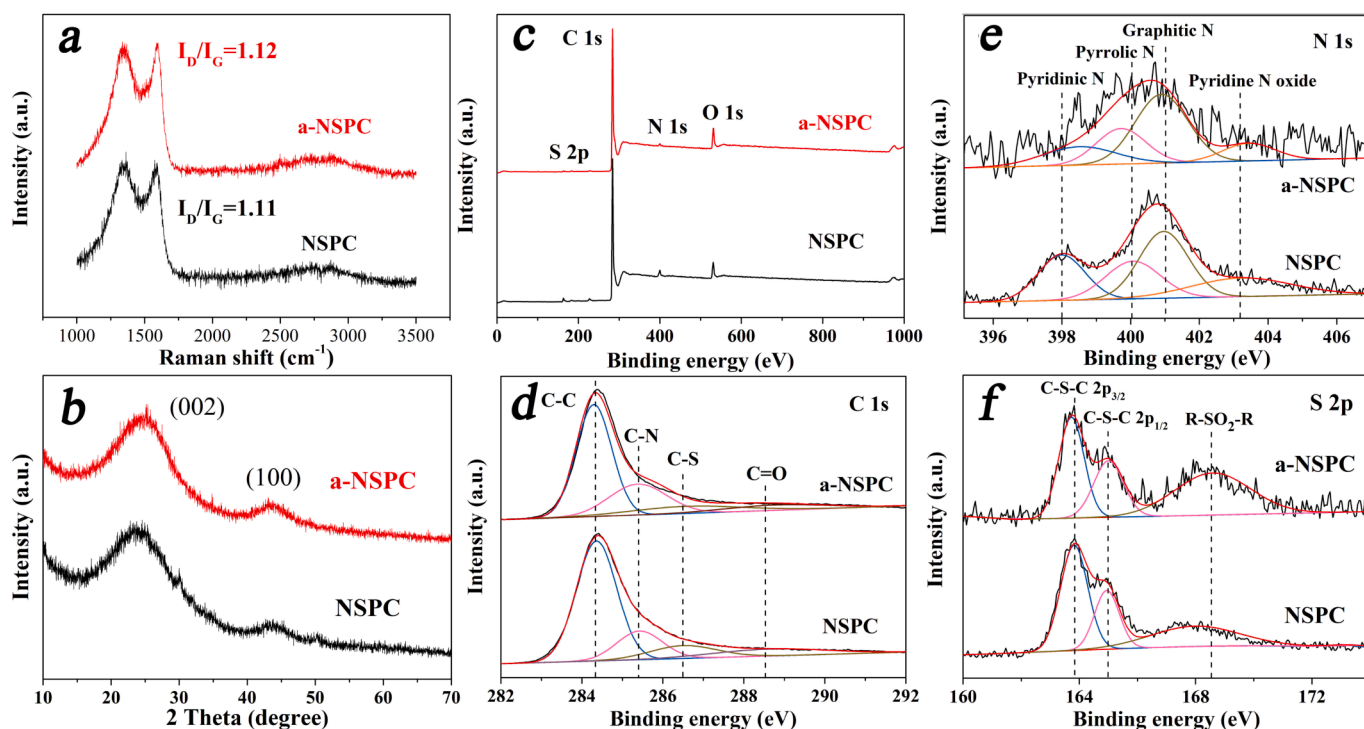 a
I_D/I_G=1.12
a-NSPC
I_D/I_G=1.11
NSPC
Intensity (a.u.)
1000 1500 2000 2500 3000 3500
Raman shift (cm⁻¹)
b
(002)
(100)
a-NSPC
NSPC
Intensity (a.u.)
10 20 30 40 50 60 70
2 Theta (degree)
c
C 1s
N 1s
O 1s
a-NSPC
S 2p
NSPC
Intensity (a.u.)
0 200 400 600 800 1000
Binding energy (eV)
d
C 1s
C-C
C-N
C-S
C=O
a-NSPC
NSPC
Intensity (a.u.)
282 284 286 288 290 292
Binding energy (eV)
e
N 1s
Graphitic N
Pyrrolic N
Pyridinic N
Pyridine N oxide
a-NSPC
NSPC
Intensity (a.u.)
396 398 400 402 404 406
Binding energy (eV)
f
S 2p
C-S-C 2p₃/₂
C-S-C 2p₁/₂
R-SO₂-R
a-NSPC
NSPC
Intensity (a.u.)
160 164 168 172
Binding energy (eV)